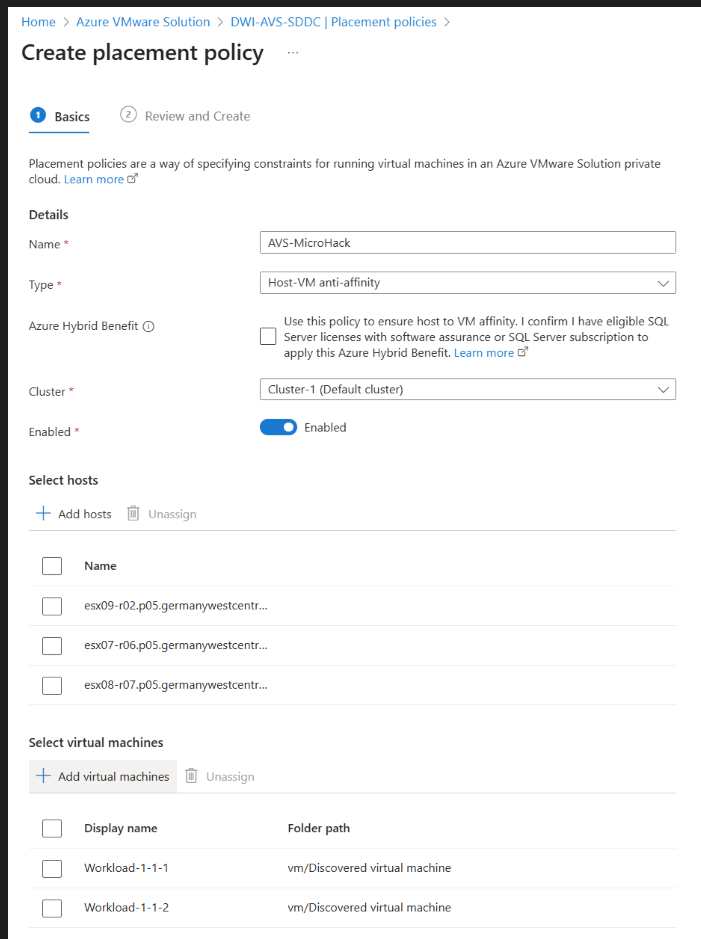 Home > Azure VMware Solution > DWI-AVS-SDDC | Placement policies >
Create placement policy ...
1 Basics 2 Review and Create
Placement policies are a way of specifying constraints for running virtual machines in an Azure VMware Solution private
cloud. Learn more
Details
Name * AVS-MicroHack
Type * Host-VM anti-affinity
Azure Hybrid Benefit Use this policy to ensure host to VM affinity. I confirm I have eligible SQL
Server licenses with software assurance or SQL Server subscription to
apply this Azure Hybrid Benefit. Learn more
Cluster * Cluster-1 (Default cluster)
Enabled * Enabled
Select hosts
Add hosts Unassign
Name
esx09-r02.p05.germanywestcentr...
esx07-r06.p05.germanywestcentr...
esx08-r07.p05.germanywestcentr...
Select virtual machines
Add virtual machines Unassign
Display name Folder path
Workload-1-1-1 vm/Discovered virtual machine
Workload-1-1-2 vm/Discovered virtual machine